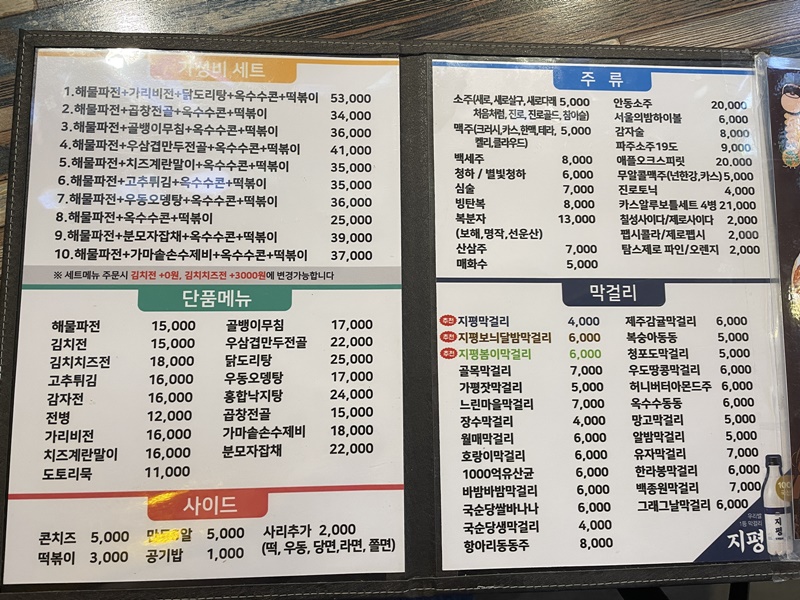 가성비 세트
1.해물파전+가리비전+닭도리탕+옥수수콘+떡볶이 53,000
2.해물파전+곱창전골+옥수수콘+떡볶이 34,000
3.해물파전+골뱅이무침+옥수수콘+떡볶이 36,000
4.해물파전+우삼겹만두전골+옥수수콘+떡볶이 41,000
5.해물파전+치즈계란말이+옥수수콘+떡볶이 35,000
6.해물파전+고추튀김+옥수수콘+떡볶이 35,000
7.해물파전+우동오뎅탕+옥수수콘+떡볶이 36,000
8.해물파전+옥수수콘+떡볶이 25,000
9.해물파전+분모자잡채+옥수수콘+떡볶이 39,000
10.해물파전+가마솥손수제비+옥수수콘+떡볶이 37,000
※ 세트메뉴 주문시 김치전 +0원, 김치치즈전 +3000원에 변경가능합니다
단품메뉴
해물파전 15,000
김치전 15,000
김치치즈전 18,000
고추튀김 16,000
감자전 16,000
전병 12,000
가리비전 16,000
치즈계란말이 16,000
도토리묵 11,000
골뱅이무침 17,000
우삼겹만두전골 22,000
닭도리탕 25,000
우동오뎅탕 17,000
홍합낙지탕 24,000
곱창전골 15,000
가마솥손수제비 18,000
분모자잡채 22,000
사이드
콘치즈 5,000
떡볶이 3,000
5알 5,000
공기밥 1,000
사리추가 2,000
(떡, 우동, 당면,라면, 쫄면)
주 류
소주(새로, 새로살구, 새로다래 5,000
처음처럼, 진로, 진로골드, 참이슬)
맥주(크러시,카스,한맥,테라, 5,000
켈리,클라우드)
백세주 8,000
청하 / 별빛청하 6,000
심술 7,000
빙탄복 8,000
복분자 13,000
(보해,명작,선운산)
산삼주 7,000
매화수 5,000
안동소주 20,000
서울의밤하이볼 6,000
감자술 8,000
파주소주19도 9,000
애플오크스피릿 20,000
무알콜맥주(넌한강,카스) 5,000
진로토닉 4,000
카스알루보틀세트 4병 21,000
칠성사이다/제로사이다 2,000
펩시콜라/제로펩시 2,000
탐스제로 파인/오렌지 2,000
막걸리
추천 지평막걸리 4,000
추천 지평보늬달밤막걸리 6,000
추천 지평봄이막걸리 6,000
골목막걸리 7,000
가평잣막걸리 5,000
느린마을막걸리 7,000
장수막걸리 4,000
월매막걸리 6,000
호랑이막걸리 6,000
1000억유산균 6,000
바밤바밤막걸리 6,000
국순당쌀바나나 6,000
국순당생막걸리 4,000
항아리동동주 8,000
제주감귤막걸리 6,000
복숭아동동 5,000
청포도막걸리 5,000
우도땅콩막걸리 6,000
허니버터아몬드주 6,000
옥수수동동 6,000
망고막걸리 5,000
알밤막걸리 5,000
유자막걸리 7,000
한라봉막걸리 6,000
백종원막걸리 7,000
그레그날막걸리 6,000
우리쌀
1등 막걸리
지평
지평